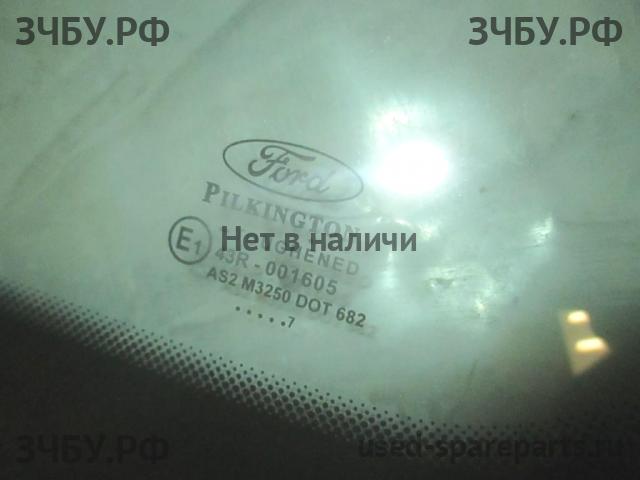 ЗЧБУ.РФ ЗЧБУ.РФ
Ford
PILKINGTON
Нет в наличи
E1
43R - 001605
AS2 M3250 DOT 682
.....7
ЗЧБУ.РФ used-spareparts.ru